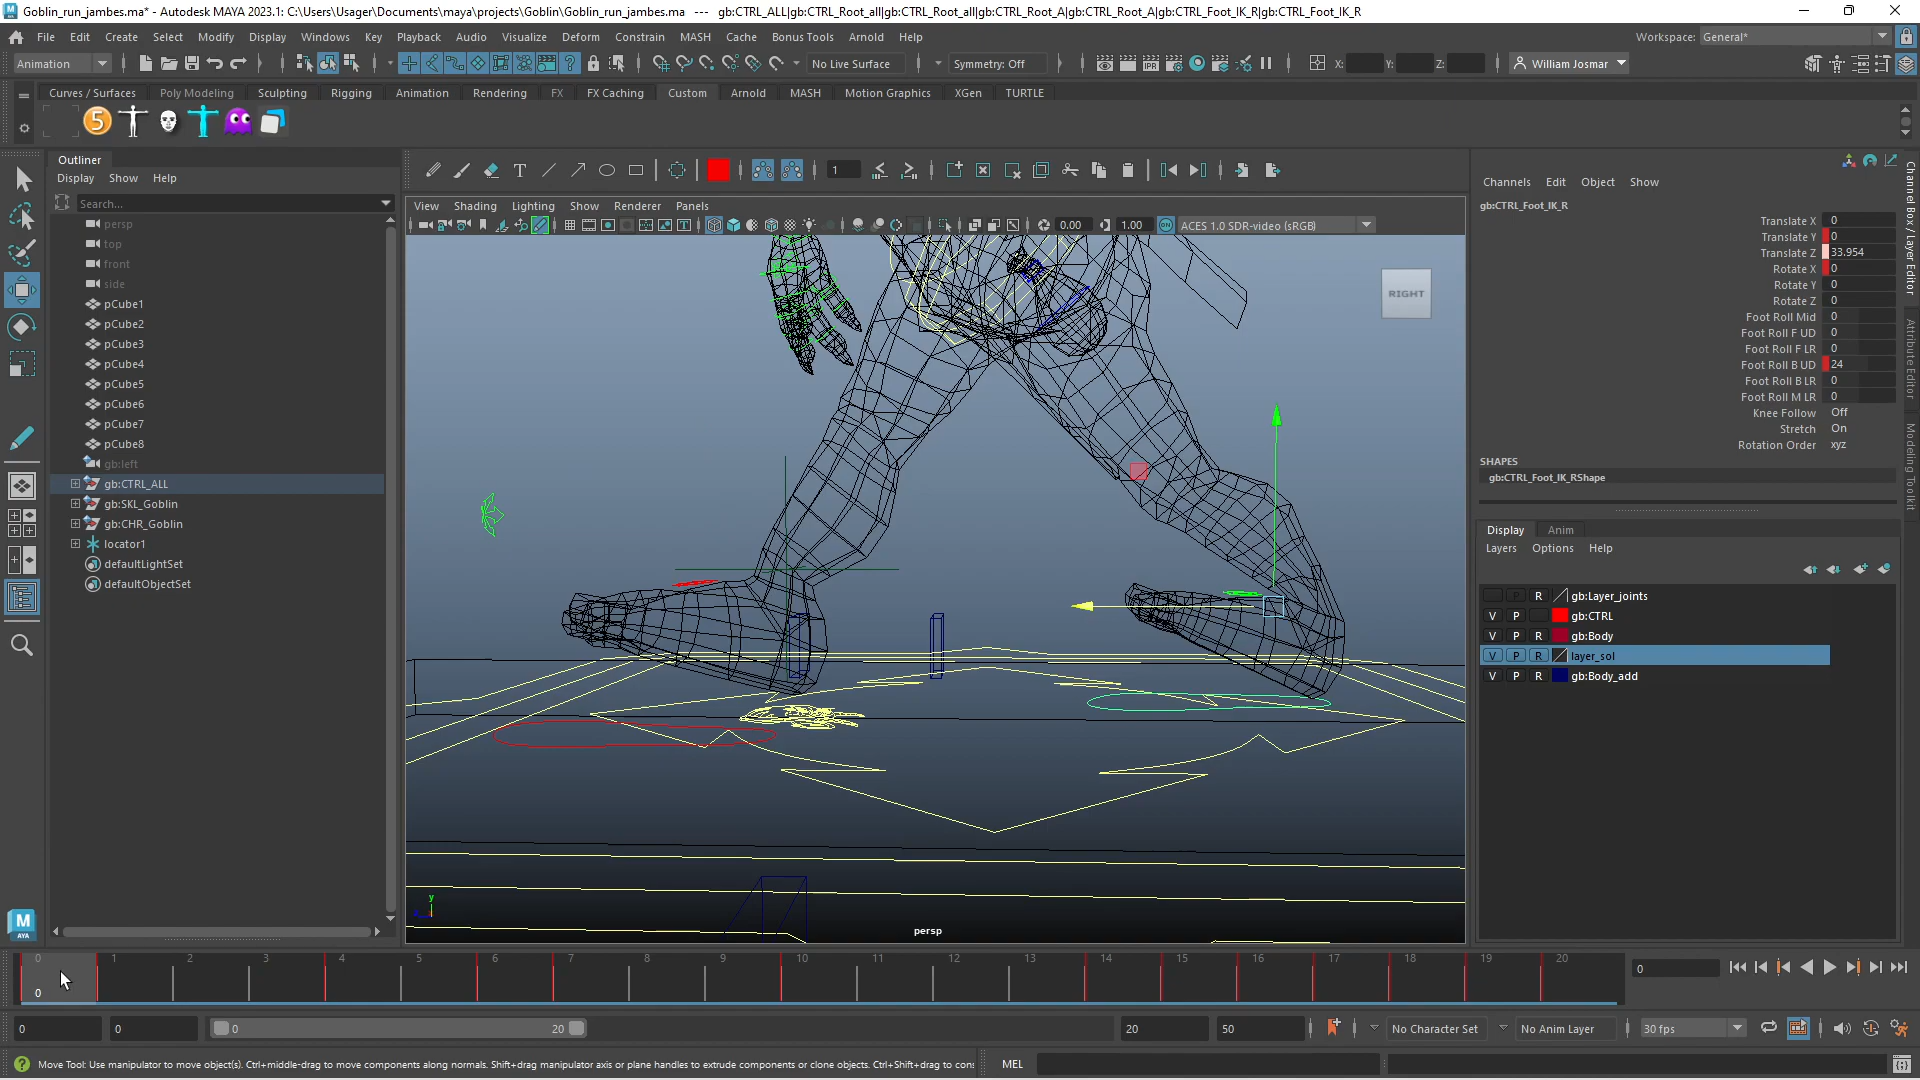 Goblin_run_jambes.ma* - Autodesk MAYA 2023.1: C:\Users\Usager\Documents\maya\projects\Goblin\Goblin_run_jambes.ma --- gb:CTRL_ALL|gb:CTRL_Root_all|gb:CTRL_Root_all|gb:CTRL_Root_A|gb:CTRL_Root_A|gb:CTRL_Foot_IK_R|gb:CTRL_Foot_IK_R
File Edit Create Select Modify Display Windows Key Playback Audio Visualize Deform Constrain MASH Cache Bonus Tools Arnold Help Workspace: General*
Animation No Live Surface Symmetry: Off X: Y: Z: William Josmar
Curves / Surfaces Poly Modeling Sculpting Rigging Animation Rendering FX FX Caching Custom Arnold MASH Motion Graphics XGen TURTLE
Outliner
Display Show Help
Search...
persp
top
front
side
pCube1
pCube2
pCube3
pCube4
pCube5
pCube6
pCube7
pCube8
gb:left
gb:CTRL_ALL
gb:SKL_Goblin
gb:CHR_Goblin
locator1
defaultLightSet
defaultObjectSet
1
View Shading Lighting Show Renderer Panels
0.00 1.00 ACES 1.0 SDR-video (sRGB)
RIGHT
y
persp
Channels Edit Object Show
gb:CTRL_Foot_IK_R
Translate X 0
Translate Y 0
Translate Z 33.954
Rotate X 0
Rotate Y 0
Rotate Z 0
Foot Roll Mid 0
Foot Roll F UD 0
Foot Roll F LR 0
Foot Roll B UD 24
Foot Roll B LR 0
Foot Roll M LR 0
Knee Follow Off
Stretch On
Rotation Order xyz
SHAPES
gb:CTRL_Foot_IK_RShape
Display Anim
Layers Options Help
R gb:Layer_joints
V P gb:CTRL
V P R gb:Body
V P R layer_sol
V P R gb:Body_add
Channel Box / Layer Editor
Attribute Editor
Modeling Toolkit
M
AYA
0 1 2 3 4 5 6 7 8 9 10 11 12 13 14 15 16 17 18 19 20
0
0
0 0 0 20 20 50 No Character Set No Anim Layer 30 fps
Move Tool: Use manipulator to move object(s). Ctrl+middle-drag to move components along normals. Shift+drag manipulator axis or plane handles to extrude components or clone objects. Ctrl+Shift+drag to con MEL